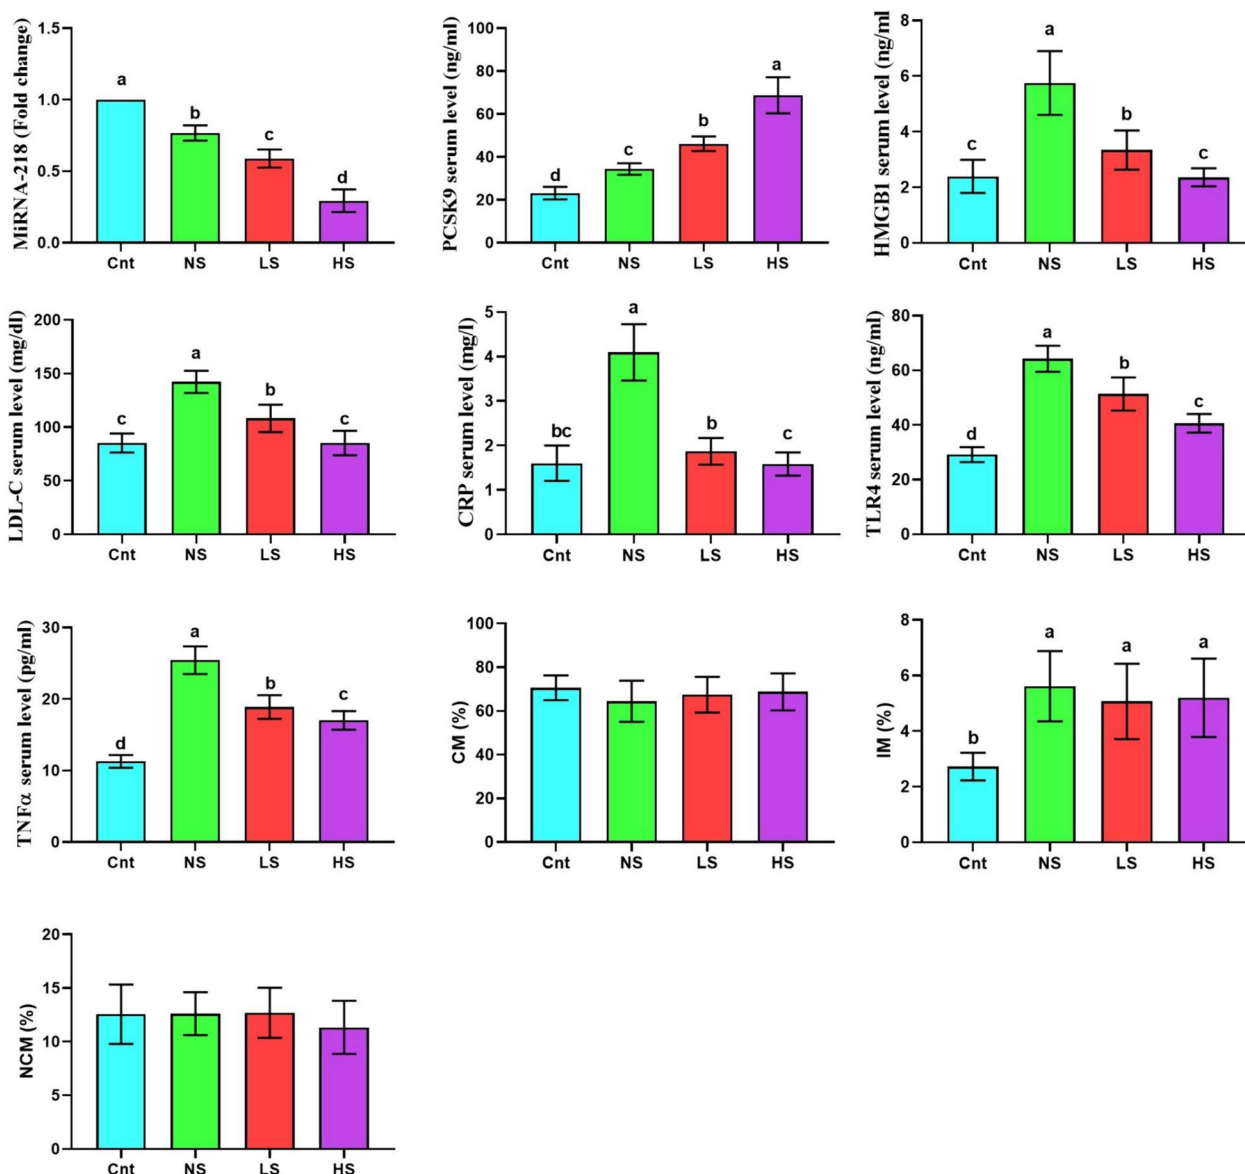 MiRNA-218 (Fold change)
1.5
1.0
0.5
0.0
a
b
c
d
Cnt NS LS HS
PCSK9 serum level (ng/ml)
100
80
60
40
20
0
d
c
b
a
Cnt NS LS HS
HMGB1 serum level (ng/ml)
8
6
4
2
0
c
a
b
c
Cnt NS LS HS
LDL-C serum level (mg/dl)
200
150
100
50
0
c
a
b
c
Cnt NS LS HS
CRP serum level (mg/l)
5
4
3
2
1
0
bc
a
b
c
Cnt NS LS HS
TLR4 serum level (ng/ml)
80
60
40
20
0
d
a
b
c
Cnt NS LS HS
TNFα serum level (pg/ml)
30
20
10
0
d
a
b
c
Cnt NS LS HS
CM (%)
100
80
60
40
20
0
Cnt NS LS HS
IM (%)
8
6
4
2
0
b
a
a
a
Cnt NS LS HS
NCM (%)
20
15
10
5
0
Cnt NS LS HS